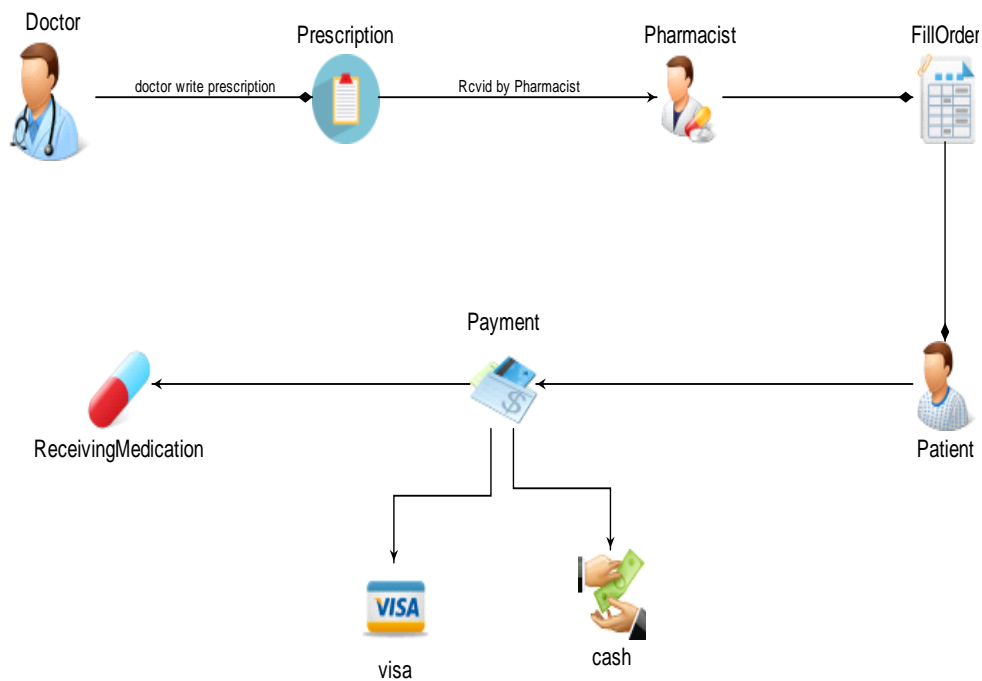 Doctor
Prescription
Pharmacist
FillOrder
doctor write prescription
Rcvid by Pharmacist
Payment
ReceivingMedication
Patient
VISA
visa
cash